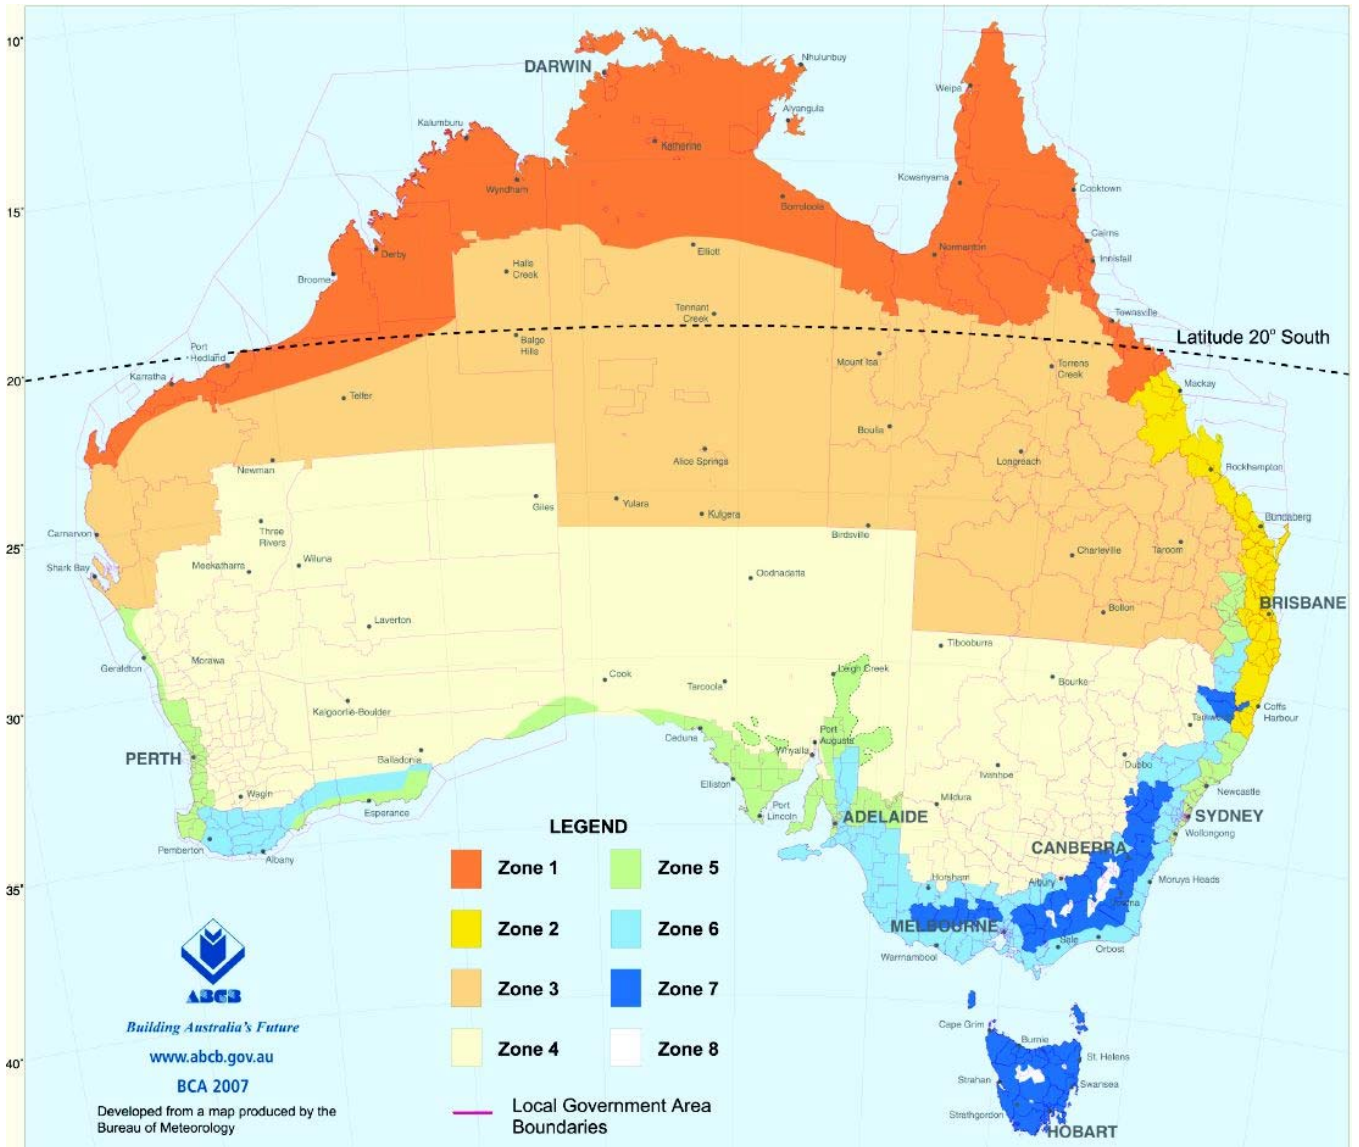 10°
DARWIN
Nhulunbuy
Weipa
Alyangula
Kalumburu
Katherine
Kowanyama
Wyndham
Cooktown
Borroloola
15°
Cairns
Normanton
Innisfail
Derby
Elliott
Halls
Creek
Broome
Tennant
Creek
Townsville
Latitude 20° South
Port
Hedland
Balgo
Hills
Mount Isa
Torrens
Creek
Karratha
20°
Mackay
Telfer
Boulia
Longreach
Alice Springs
Rockhampton
Newman
Giles
Yulara
Kulgera
Bundaberg
Carnarvon
Three
Rivers
Birdsville
25°
Charleville
Taroom
Shark Bay
Meekatharra
Wiluna
Oodnadatta
BRISBANE
Bollon
Laverton
Tibooburra
Geraldton
Morawa
Cook
Tarcoola
Leigh Creek
Bourke
Kalgoorlie-Boulder
Coffs
Harbour
30°
Tamworth
Ceduna
Port
Augusta
Whyalla
PERTH
Balladonia
Dubbo
Ivanhoe
Elliston
Newcastle
Wagin
Esperance
Port
Lincoln
Mildura
ADELAIDE
SYDNEY
Wollongong
LEGEND
Pemberton
Albany
CANBERRA
Zone 1
Zone 5
Horsham
Albury
Moruya Heads
35°
Zone 2
Zone 6
MELBOURNE
Sale
Orbost
Warrnambool
ABCB
Zone 3
Zone 7
Building Australia's Future
Cape Grim
Burnie
www.abcb.gov.au
Zone 4
Zone 8
St. Helens
40°
BCA 2007
Strahan
Swansea
Developed from a map produced by the
Bureau of Meteorology
Local Government Area
Boundaries
Strathgordon
HOBART